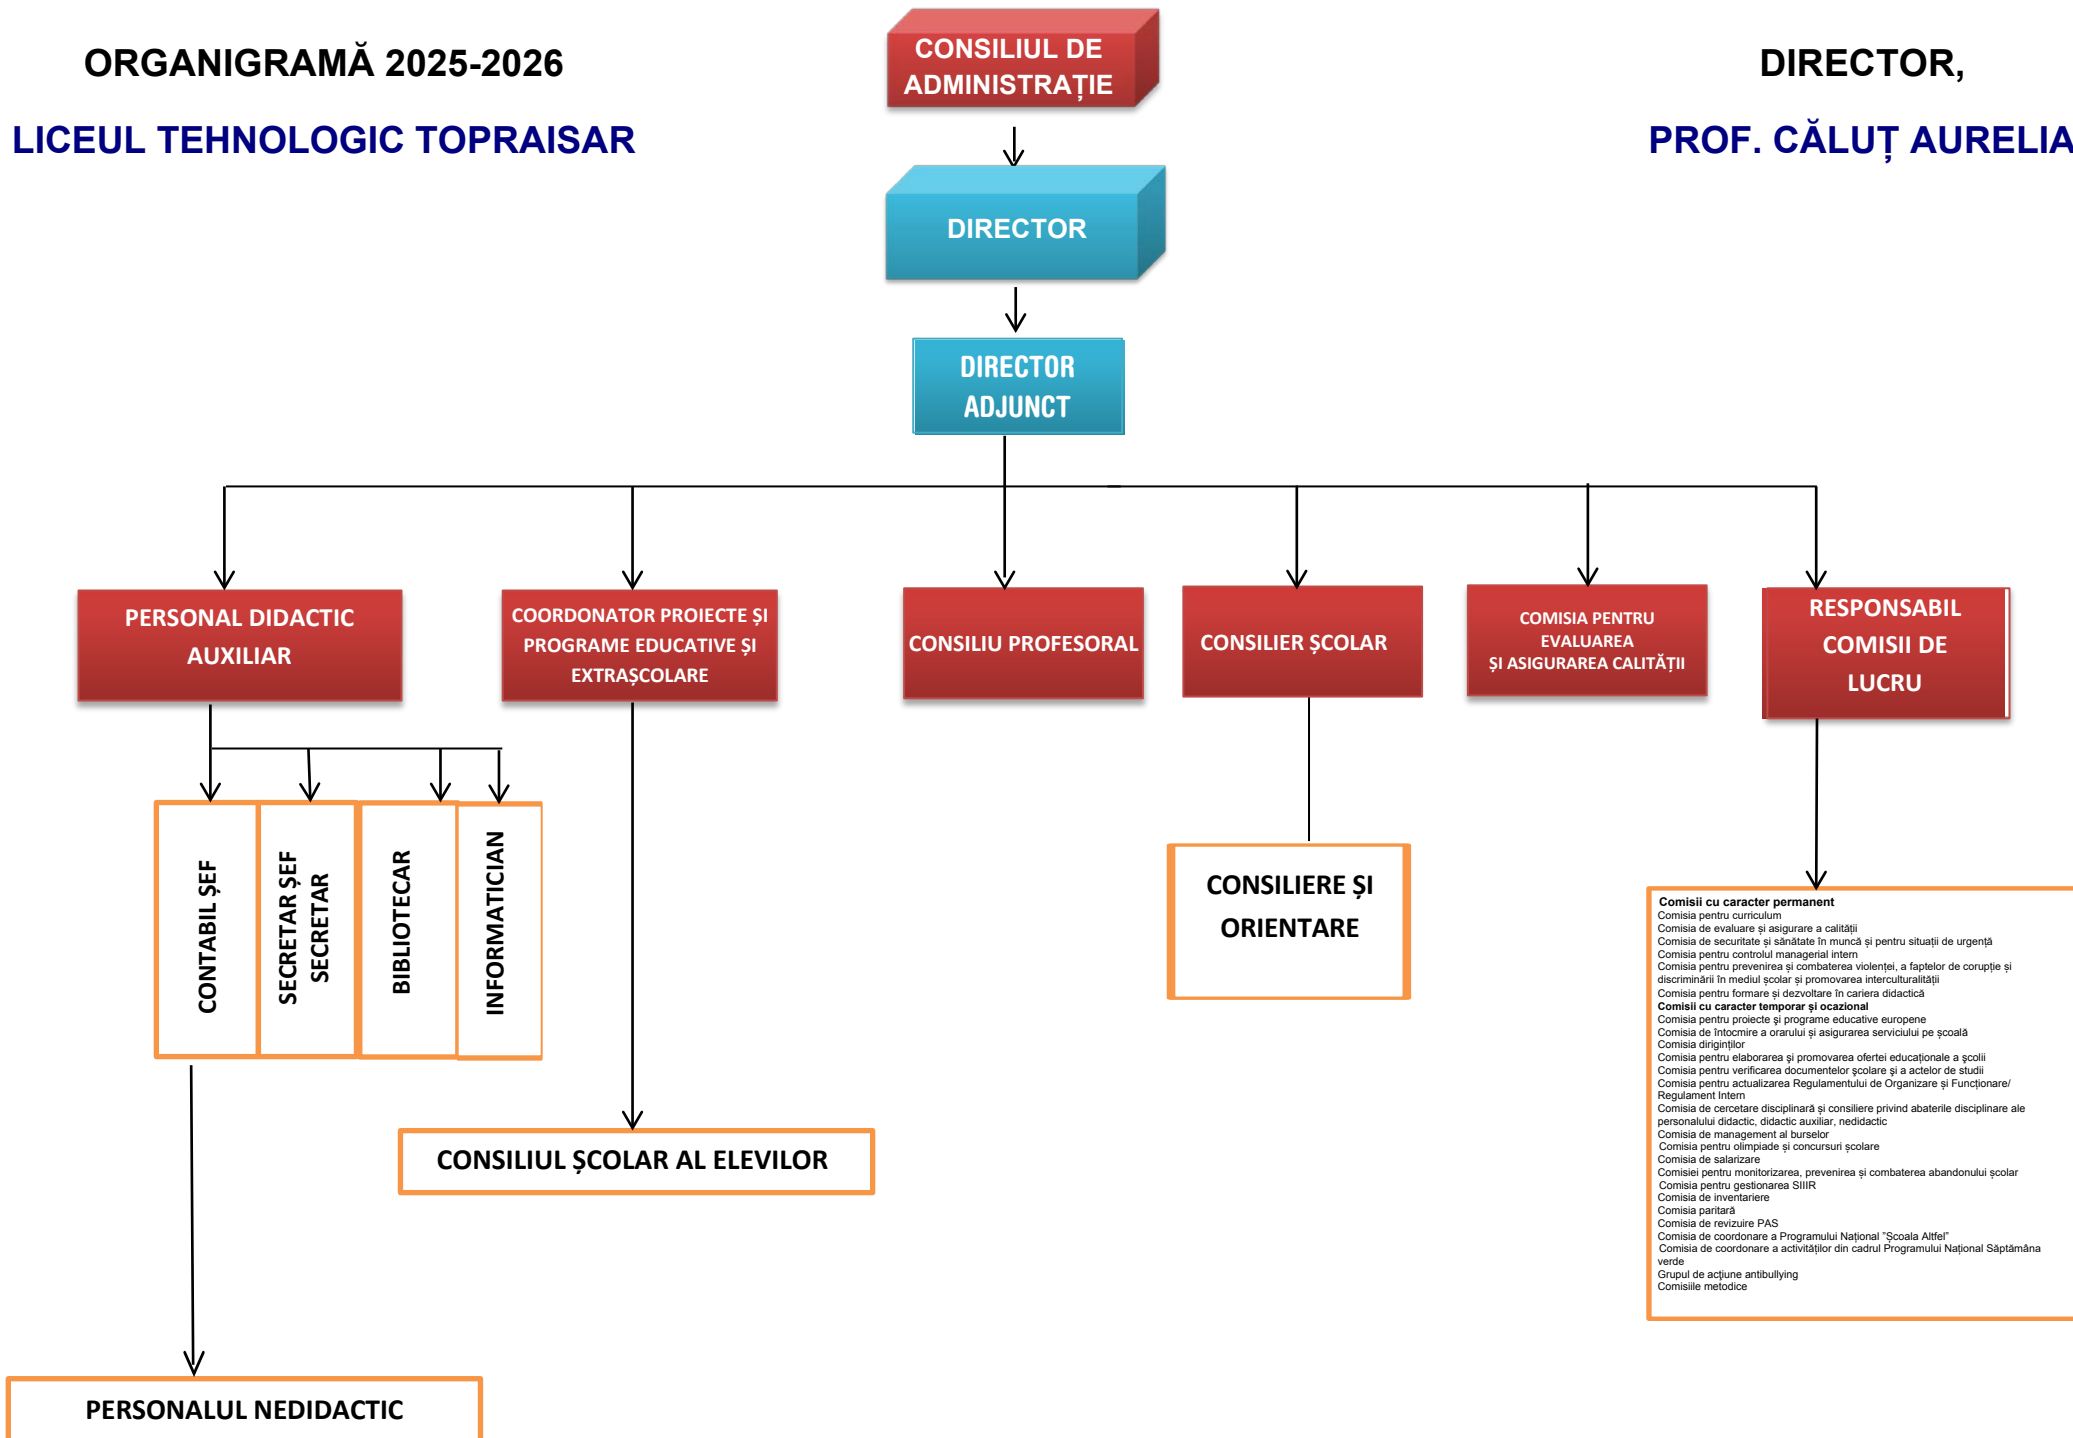 ORGANIGRAMĂ 2025-2026
LICEUL TEHNOLOGIC TOPRAISAR
CONSILIUL DE
ADMINISTRAȚIE
DIRECTOR,
PROF. CĂLUȚ AURELIA
DIRECTOR
DIRECTOR
ADJUNCT
PERSONAL DIDACTIC
AUXILIAR
COORDONATOR PROIECTE ȘI
PROGRAME EDUCATIVE ȘI
EXTRAȘCOLARE
CONSILIU PROFESORAL
CONSILIER ȘCOLAR
COMISIA PENTRU
EVALUAREA
ȘI ASIGURAREA CALITĂȚII
RESPONSABIL
COMISII DE
LUCRU
CONTABIL ȘEF
SECRETAR ȘEF
SECRETAR
BIBLIOTECAR
INFORMATICIAN
CONSILIERE ȘI
ORIENTARE
Comisii cu caracter permanent
Comisia pentru curriculum
Comisia de evaluare și asigurare a calității
Comisia de securitate și sănătate în muncă și pentru situații de urgență
Comisia pentru controlul managerial intern
Comisia pentru prevenirea și combaterea violenței, a faptelor de corupție și
discriminării în mediul școlar și promovarea interculturalității
Comisia pentru formare și dezvoltare în cariera didactică
Comisii cu caracter temporar și ocazional
Comisia pentru proiecte şi programe educative europene
Comisia de întocmire a orarului și asigurarea serviciului pe școală
Comisia diriginților
Comisia pentru elaborarea şi promovarea ofertei educaționale a şcolii
Comisia pentru verificarea documentelor şcolare şi a actelor de studii
Comisia pentru actualizarea Regulamentului de Organizare și Funcționare/
Regulament Intern
Comisia de cercetare disciplinară și consiliere privind abaterile disciplinare ale
personalului didactic, didactic auxiliar, nedidactic
Comisia de management al burselor
Comisia pentru olimpiade și concursuri școlare
Comisia de salarizare
Comisiei pentru monitorizarea, prevenirea și combaterea abandonului școlar
Comisia pentru gestionarea SIIIR
Comisia de inventariere
Comisia paritară
Comisia de revizuire PAS
Comisia de coordonare a Programului Național ”Școala Altfel”
Comisia de coordonare a activităților din cadrul Programului Național Săptămâna
verde
Grupul de acţiune antibullying
Comisiile metodice
CONSILIUL ȘCOLAR AL ELEVILOR
PERSONALUL NEDIDACTIC